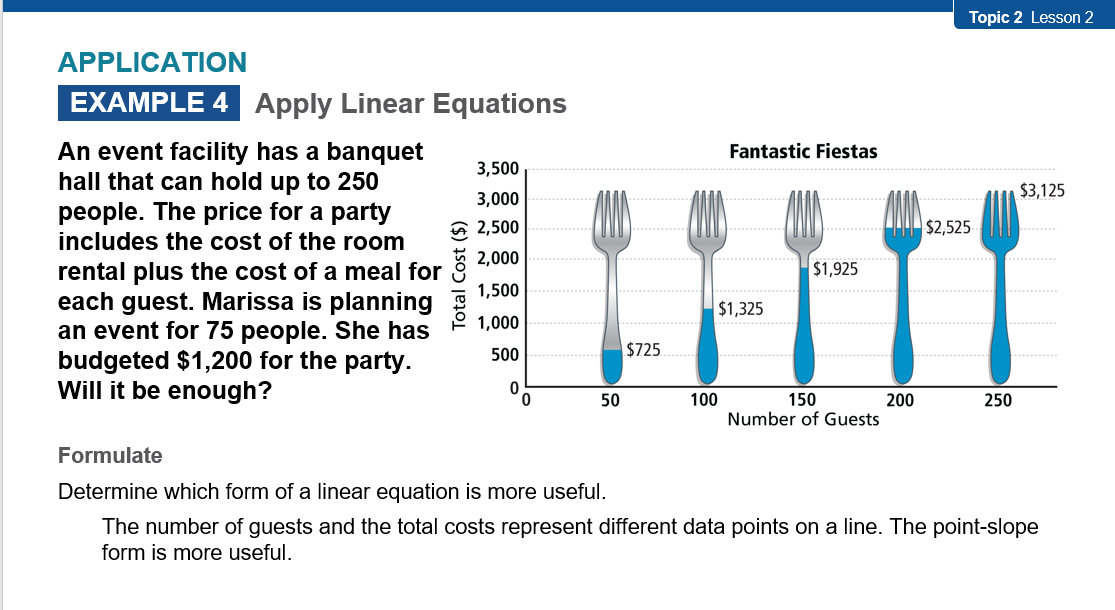 Topic 2 Lesson 2
APPLICATION
EXAMPLE 4 Apply Linear Equations
An event facility has a banquet
hall that can hold up to 250
people. The price for a party
includes the cost of the room
rental plus the cost of a meal for
each guest. Marissa is planning
an event for 75 people. She has
budgeted $1,200 for the party.
Will it be enough?
Fantastic Fiestas
Total Cost ($)
3,500
3,000
2,500
2,000
1,500
1,000
500
0
$725
$1,325
$1,925
$2,525
$3,125
0 50 100 150 200 250
Number of Guests
Formulate
Determine which form of a linear equation is more useful.
The number of guests and the total costs represent different data points on a line. The point-slope
form is more useful.